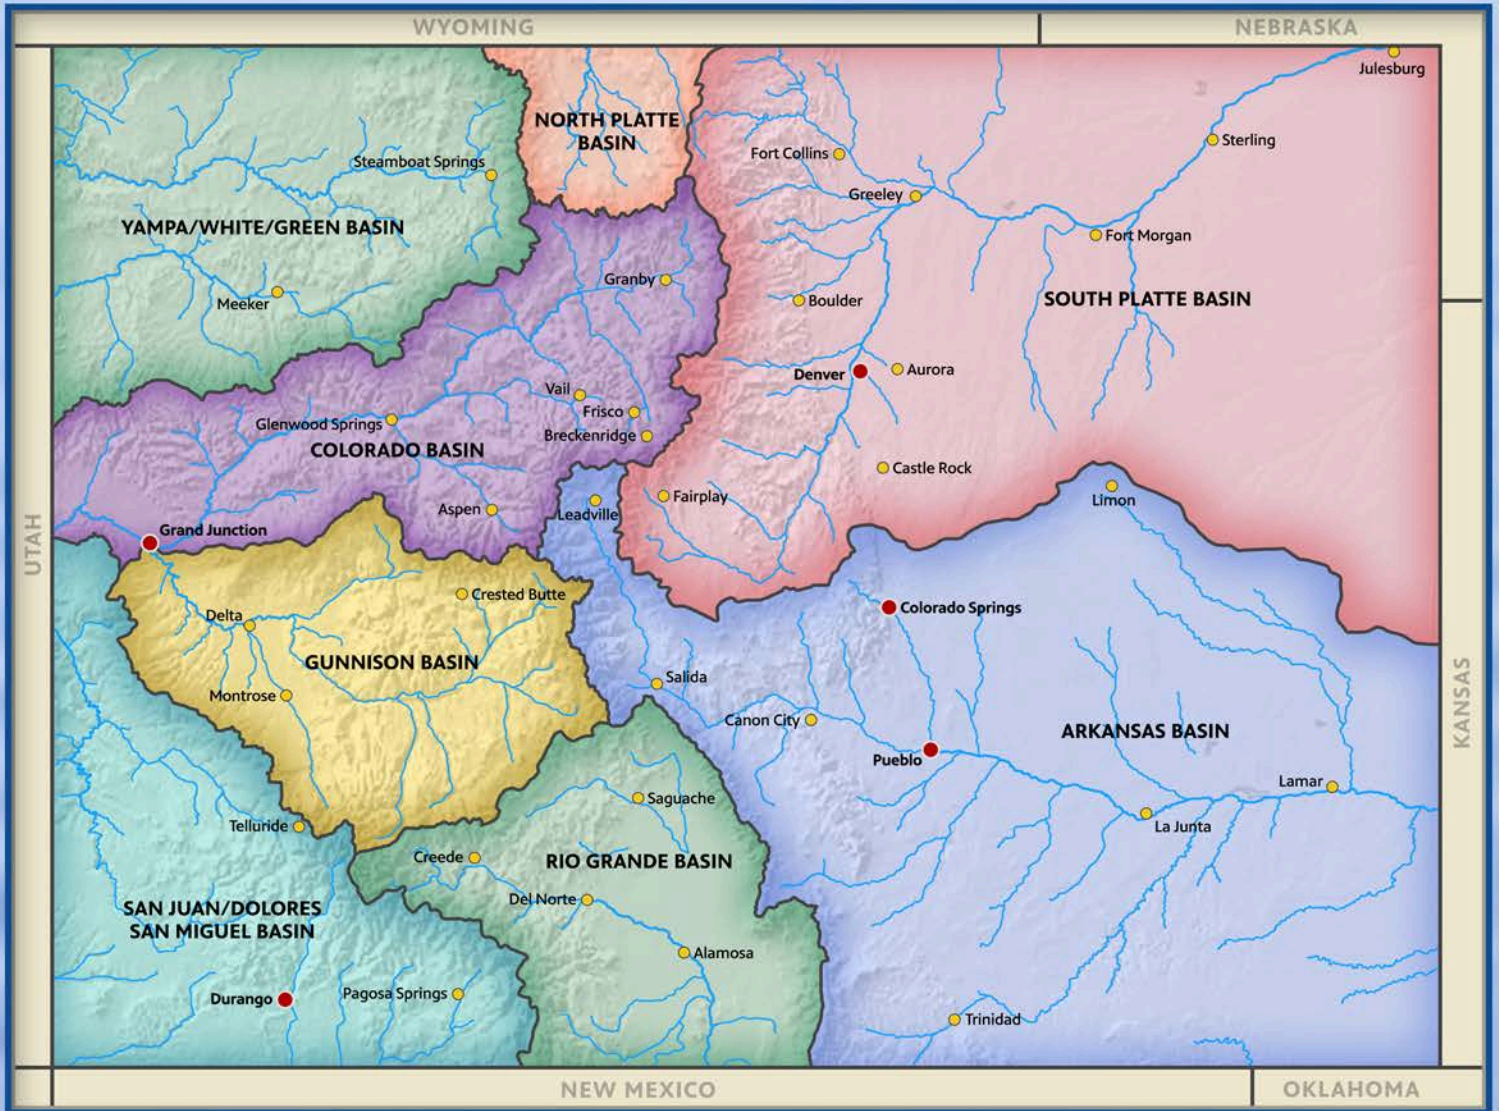 WYOMING
NEBRASKA
Julesburg
NORTH PLATTE
BASIN
Sterling
Fort Collins
Steamboat Springs
Greeley
YAMPA/WHITE/GREEN BASIN
Fort Morgan
Granby
Meeker
Boulder
SOUTH PLATTE BASIN
Denver
Aurora
Vail
Frisco
Glenwood Springs
Breckenridge
COLORADO BASIN
Castle Rock
Fairplay
Limon
Aspen
Leadville
Grand Junction
UTAH
Crested Butte
Colorado Springs
Delta
GUNNISON BASIN
Salida
Montrose
KANSAS
Canon City
ARKANSAS BASIN
Pueblo
Lamar
Saguache
Telluride
La Junta
Creede
RIO GRANDE BASIN
Del Norte
SAN JUAN/DOLORES
SAN MIGUEL BASIN
Alamosa
Durango
Pagosa Springs
Trinidad
NEW MEXICO
OKLAHOMA